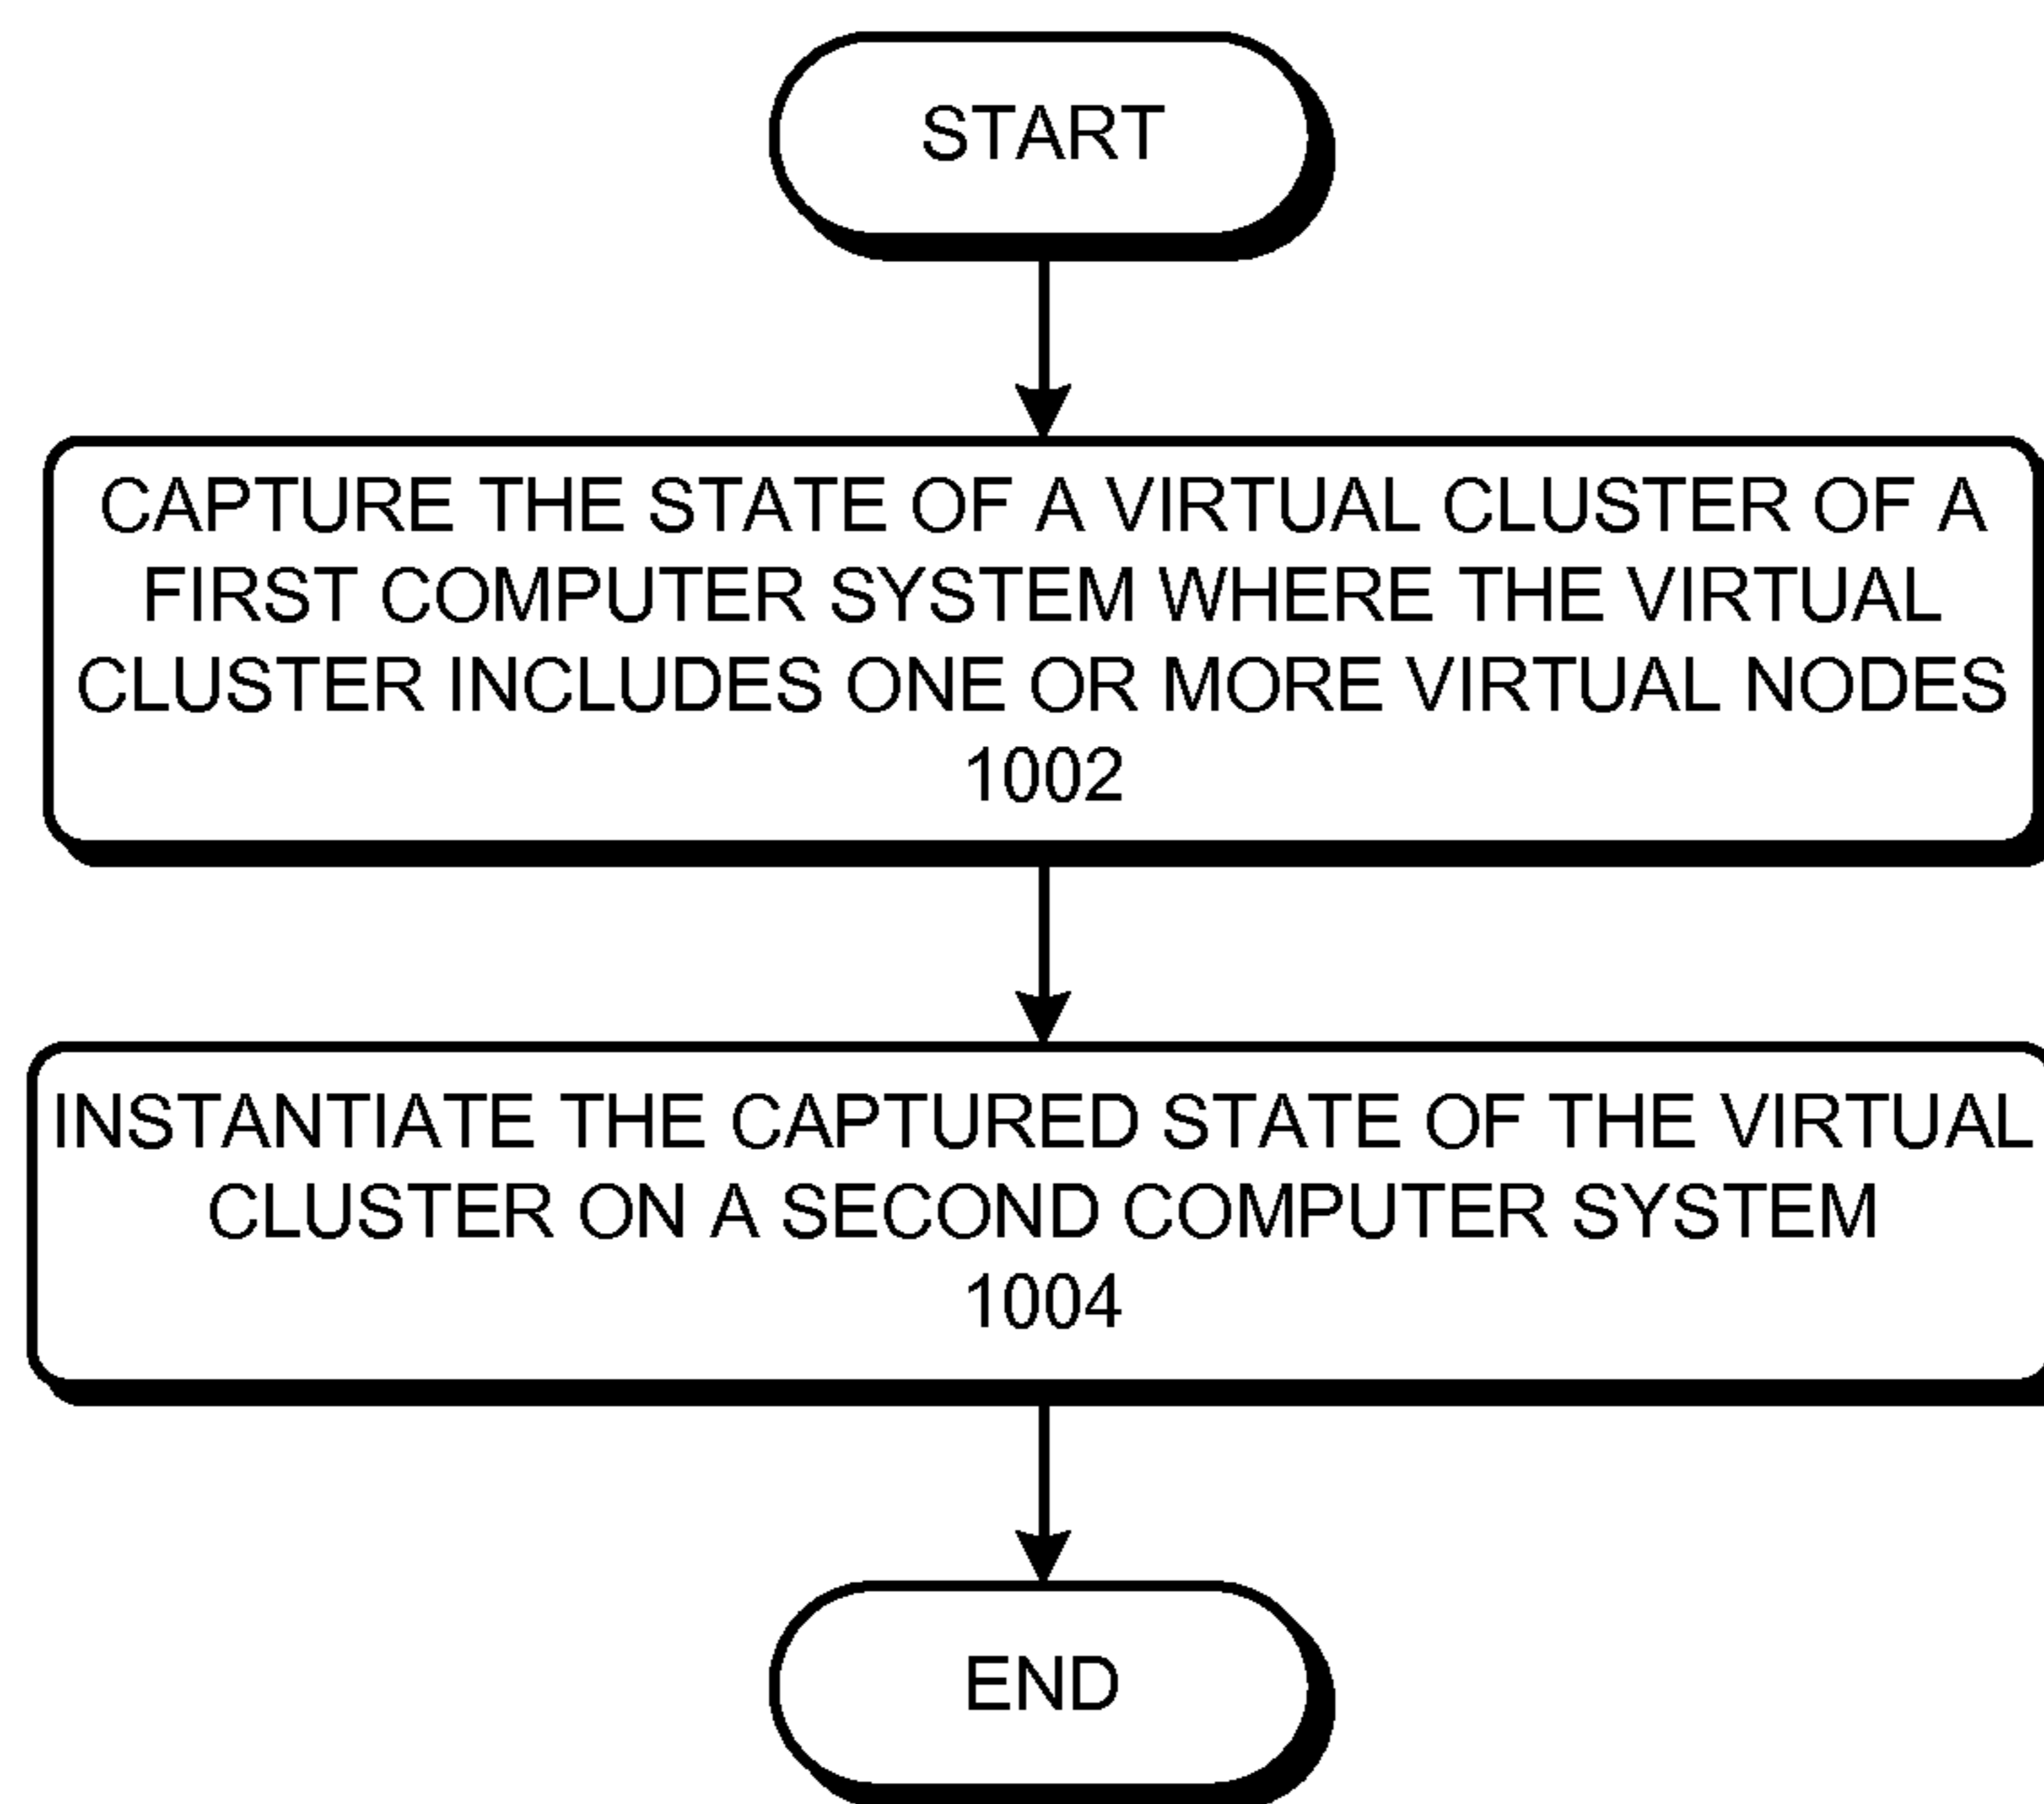 START
CAPTURE THE STATE OF A VIRTUAL CLUSTER OF A
FIRST COMPUTER SYSTEM WHERE THE VIRTUAL
CLUSTER INCLUDES ONE OR MORE VIRTUAL NODES
1002
INSTANTIATE THE CAPTURED STATE OF THE VIRTUAL
CLUSTER ON A SECOND COMPUTER SYSTEM
1004
END